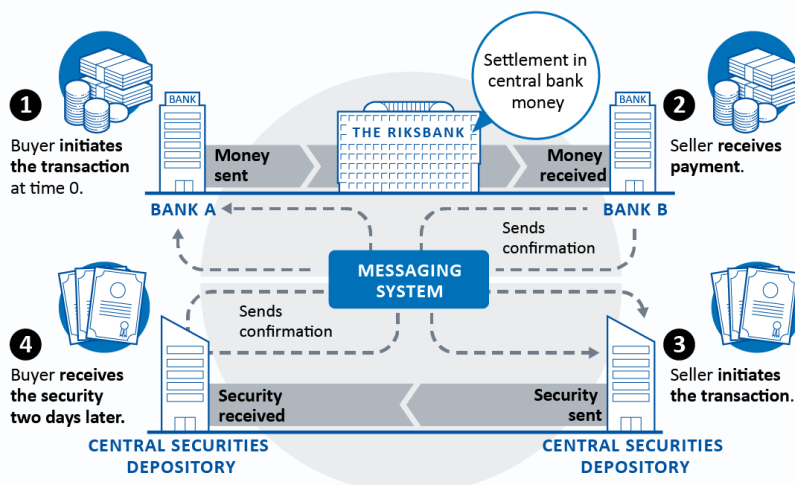 1
Buyer initiates
the transaction
at time 0.
BANK
Money
sent
BANK A
THE RIKSBANK
Settlement in
central bank
money
Money
received
BANK
BANK B
2
Seller receives
payment.
Sends
confirmation
MESSAGING
SYSTEM
Sends
confirmation
3
Seller initiates
the transaction.
Security
sent
CENTRAL SECURITIES
DEPOSITORY
4
Buyer receives
the security
two days later.
Security
received
CENTRAL SECURITIES
DEPOSITORY